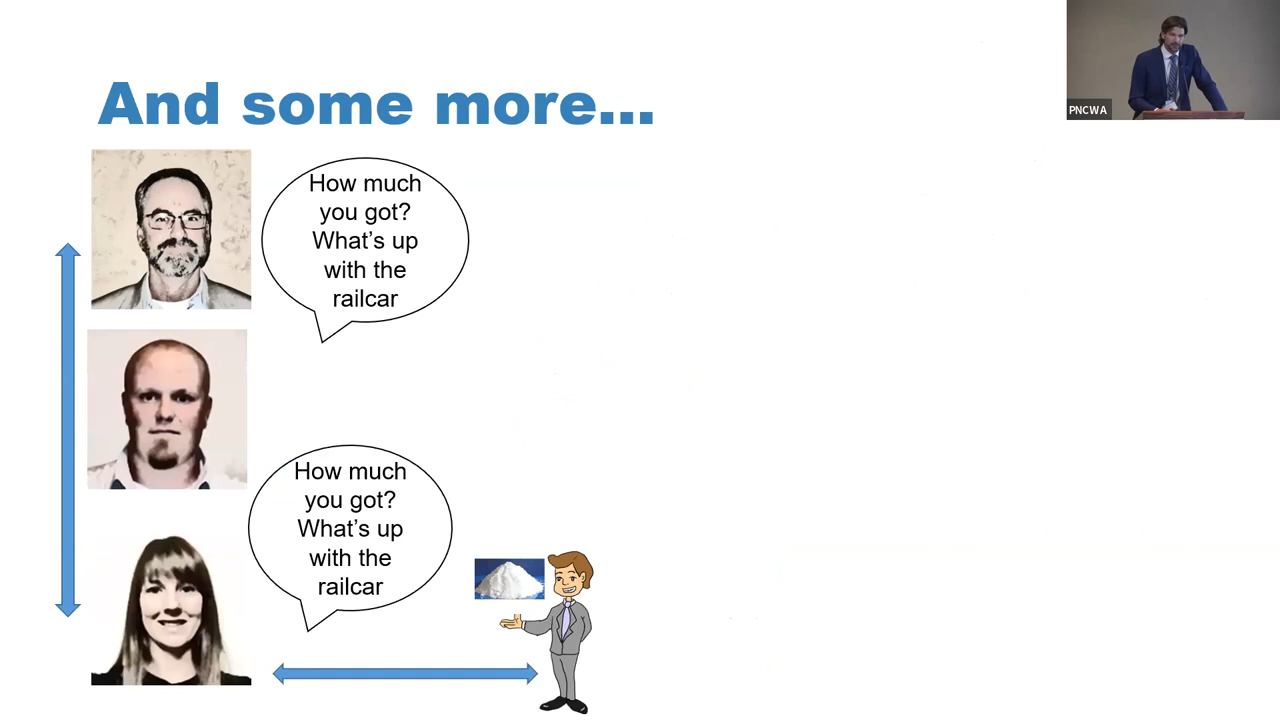 And some more...
PNCWA
How much
you got?
What's up
with the
railcar
How much
you got?
What's up
with the
railcar